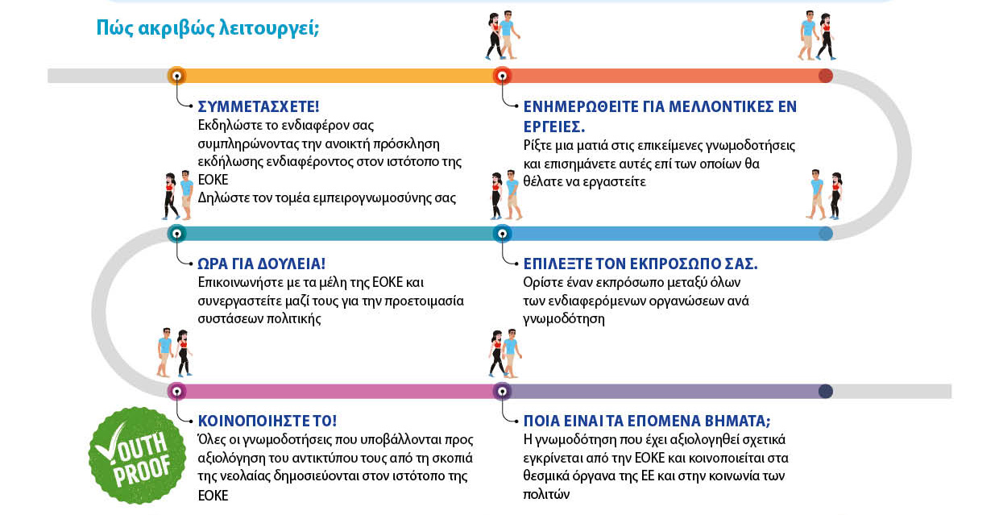 Πώς ακριβώς λειτουργεί;
ΣΥΜΜΕΤΑΣΧΕΤΕ!
Εκδηλώστε το ενδιαφέρον σας
συμπληρώνοντας την ανοικτή πρόσκληση
εκδήλωσης ενδιαφέροντος στον ιστότοπο της
ΕΟΚΕ
Δηλώστε τον τομέα εμπειρογνωμοσύνης σας
ΕΝΗΜΕΡΩΘΕΙΤΕ ΓΙΑ ΜΕΛΛΟΝΤΙΚΕΣ ΕΝ
ΕΡΓΕΙΕΣ.
Ρίξτε μια ματιά στις επικείμενες γνωμοδοτήσεις
και επισημάνετε αυτές επί των οποίων θα
θέλατε να εργαστείτε
ΕΠΙΛΕΞΤΕ ΤΟΝ ΕΚΠΡΟΣΩΠΟ ΣΑΣ.
Ορίστε έναν εκπρόσωπο μεταξύ όλων
των ενδιαφερόμενων οργανώσεων ανά
γνωμοδότηση
ΩΡΑ ΓΙΑ ΔΟΥΛΕΙΑ!
Επικοινωνήστε με τα μέλη της ΕΟΚΕ και
συνεργαστείτε μαζί τους για την προετοιμασία
συστάσεων πολιτικής
ΚΟΙΝΟΠΟΙΗΣΤΕ ΤΟ!
Όλες οι γνωμοδοτήσεις που υποβάλλονται προς
αξιολόγηση του αντικτύπου τους από τη σκοπιά
της νεολαίας δημοσιεύονται στον ιστότοπο της
ΕΟΚΕ
ΠΟΙΑ ΕΙΝΑΙ ΤΑ ΕΠΟΜΕΝΑ ΒΗΜΑΤΑ;
Η γνωμοδότηση που έχει αξιολογηθεί σχετικά
εγκρίνεται από την ΕΟΚΕ και κοινοποιείται στα
θεσμικά όργανα της ΕΕ και στην κοινωνία των
πολιτών
YOUTH
PROOF